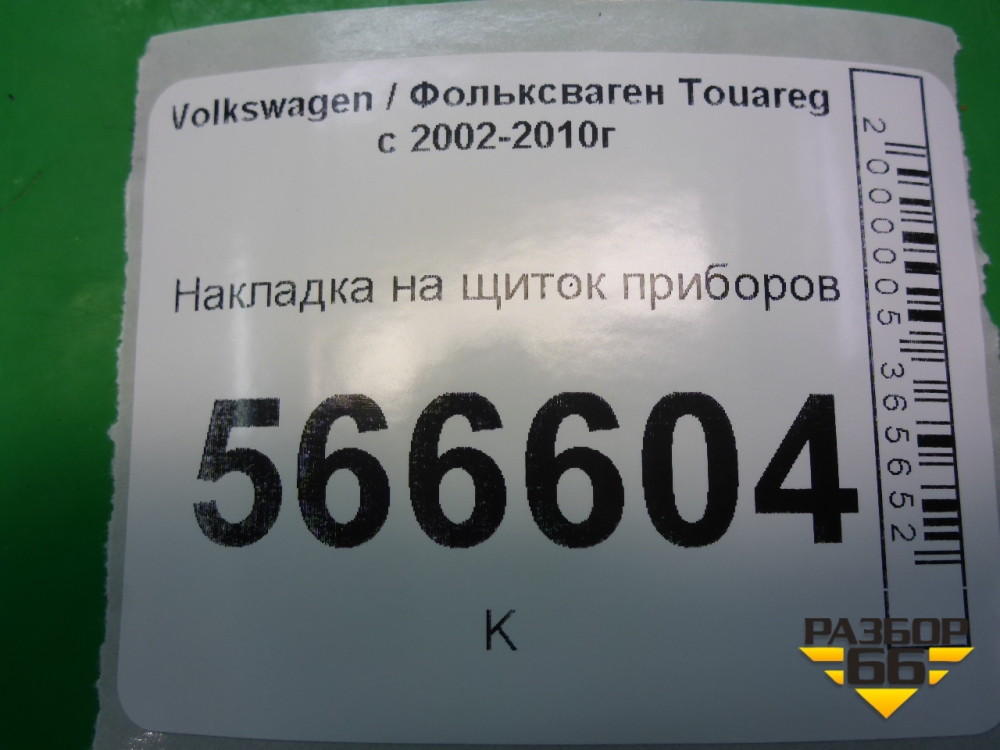 Volkswagen / Фольксваген Touareg
с 2002-2010г
Накладка на щиток приборов
566604
К
2000005365652
РАЗБОР
66